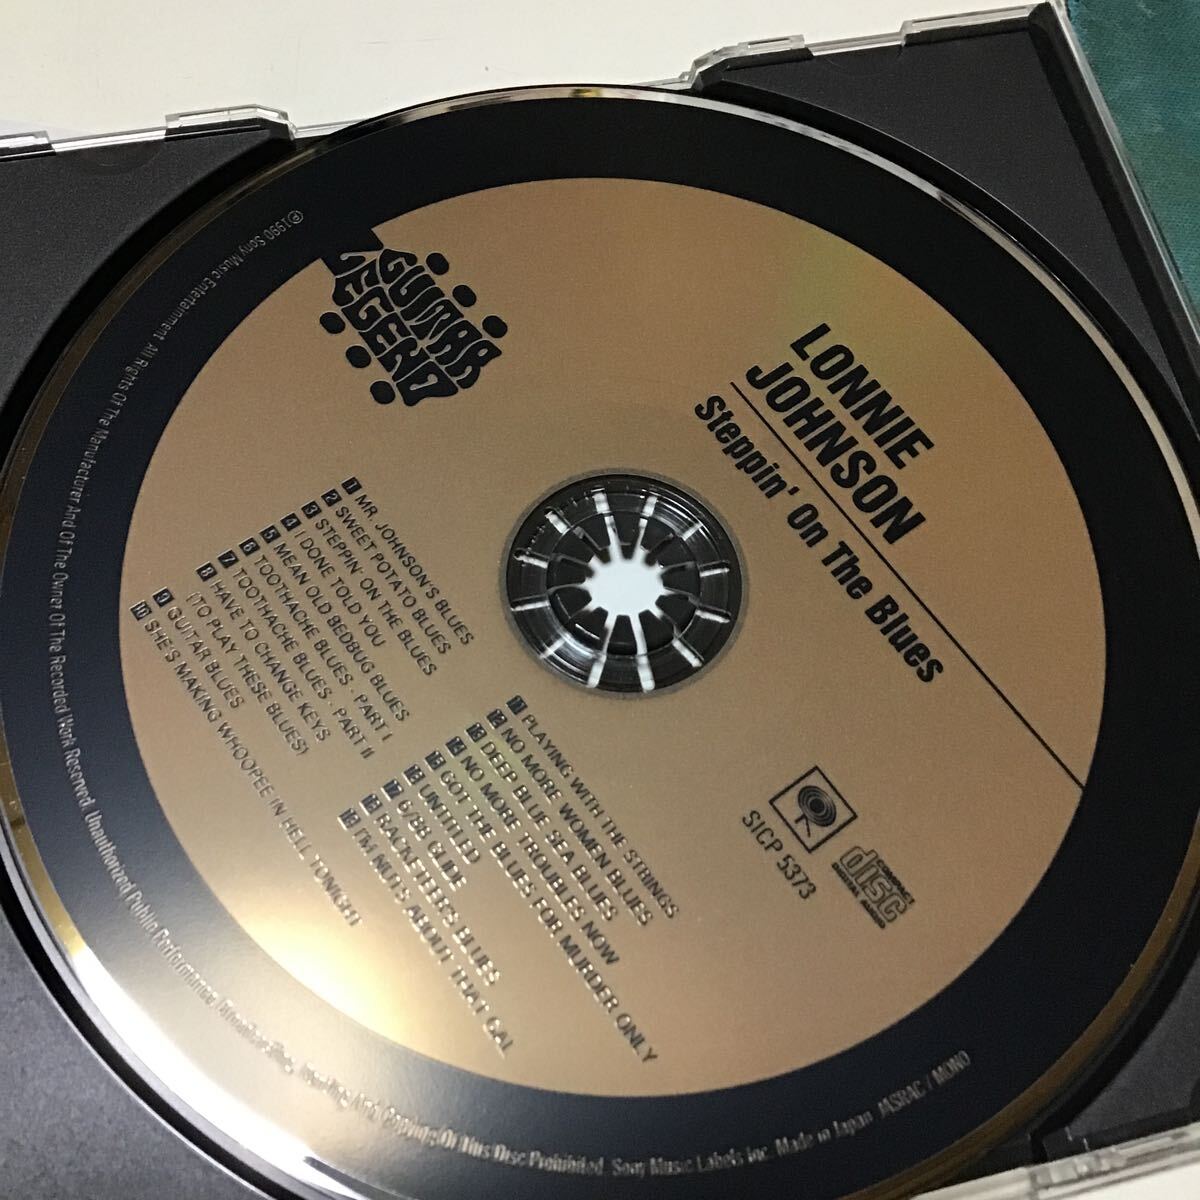 GUITAR
LEGEND
LONNIE
JOHNSON
Steppin' On The Blues
1 MR. JOHNSON'S BLUES
2 SWEET POTATO BLUES
3 STEPPIN' ON THE BLUES
4 I DONE TOLD YOU
5 MEAN OLD BEDBUG BLUES
6 TOOTHACHE BLUES · PART I
7 TOOTHACHE BLUES · PART II
8 HAVE TO CHANGE KEYS
(TO PLAY THESE BLUES)
9 GUITAR BLUES
10 SHE'S MAKING WHOOPEE IN HELL TONIGHT
11 PLAYING WITH THE STRINGS
12 NO MORE WOMEN BLUES
13 DEEP BLUE SEA BLUES
14 NO MORE TROUBLES NOW
15 GOT THE BLUES FOR MURDER ONLY
16 UNTITLED
17 6/88 GLIDE
18 RACKETEER'S BLUES
19 I'M NUTS ABOUT THAT GAL
SICP 5373
COMPACT
disc
DIGITAL AUDIO
℗1990 Sony Music Entertainment. All Rights Of The Manufacturer And Of The Owner Of The Recorded Work Reserved. Unauthorized Public Performance, Broadcasting, Renting And Copying Of This Disc Prohibited. Sony Music Labels Inc. Made in Japan JASRAC / MONO